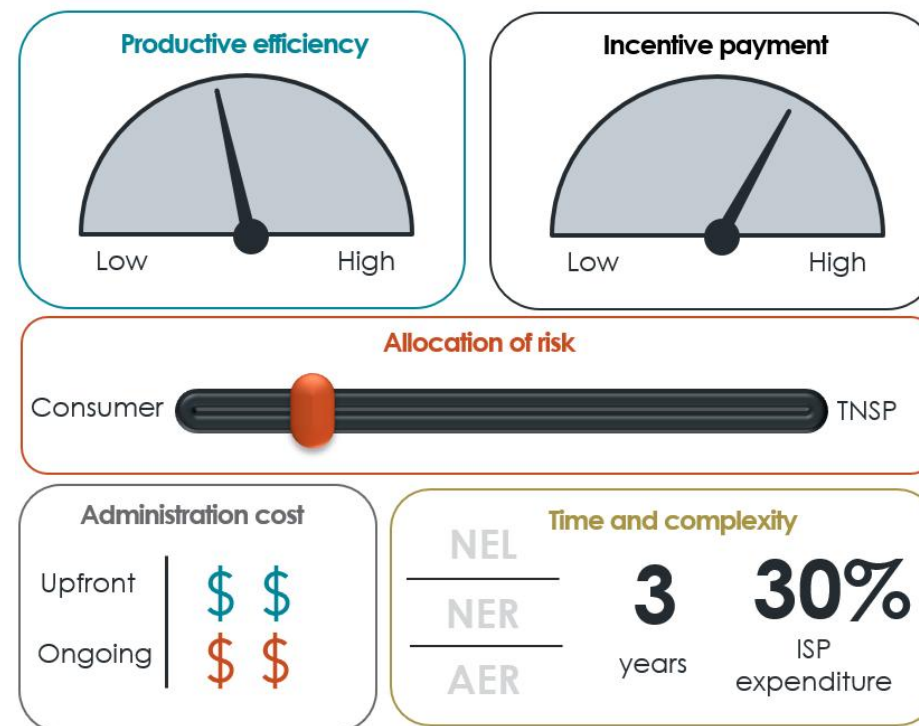 Productive efficiency
Low
High
Incentive payment
Low
High
Allocation of risk
Consumer
TNSP
Administration cost
Upfront
$ $
Ongoing
$ $
Time and complexity
NEL
NER
AER
3
years
30%
ISP
expenditure